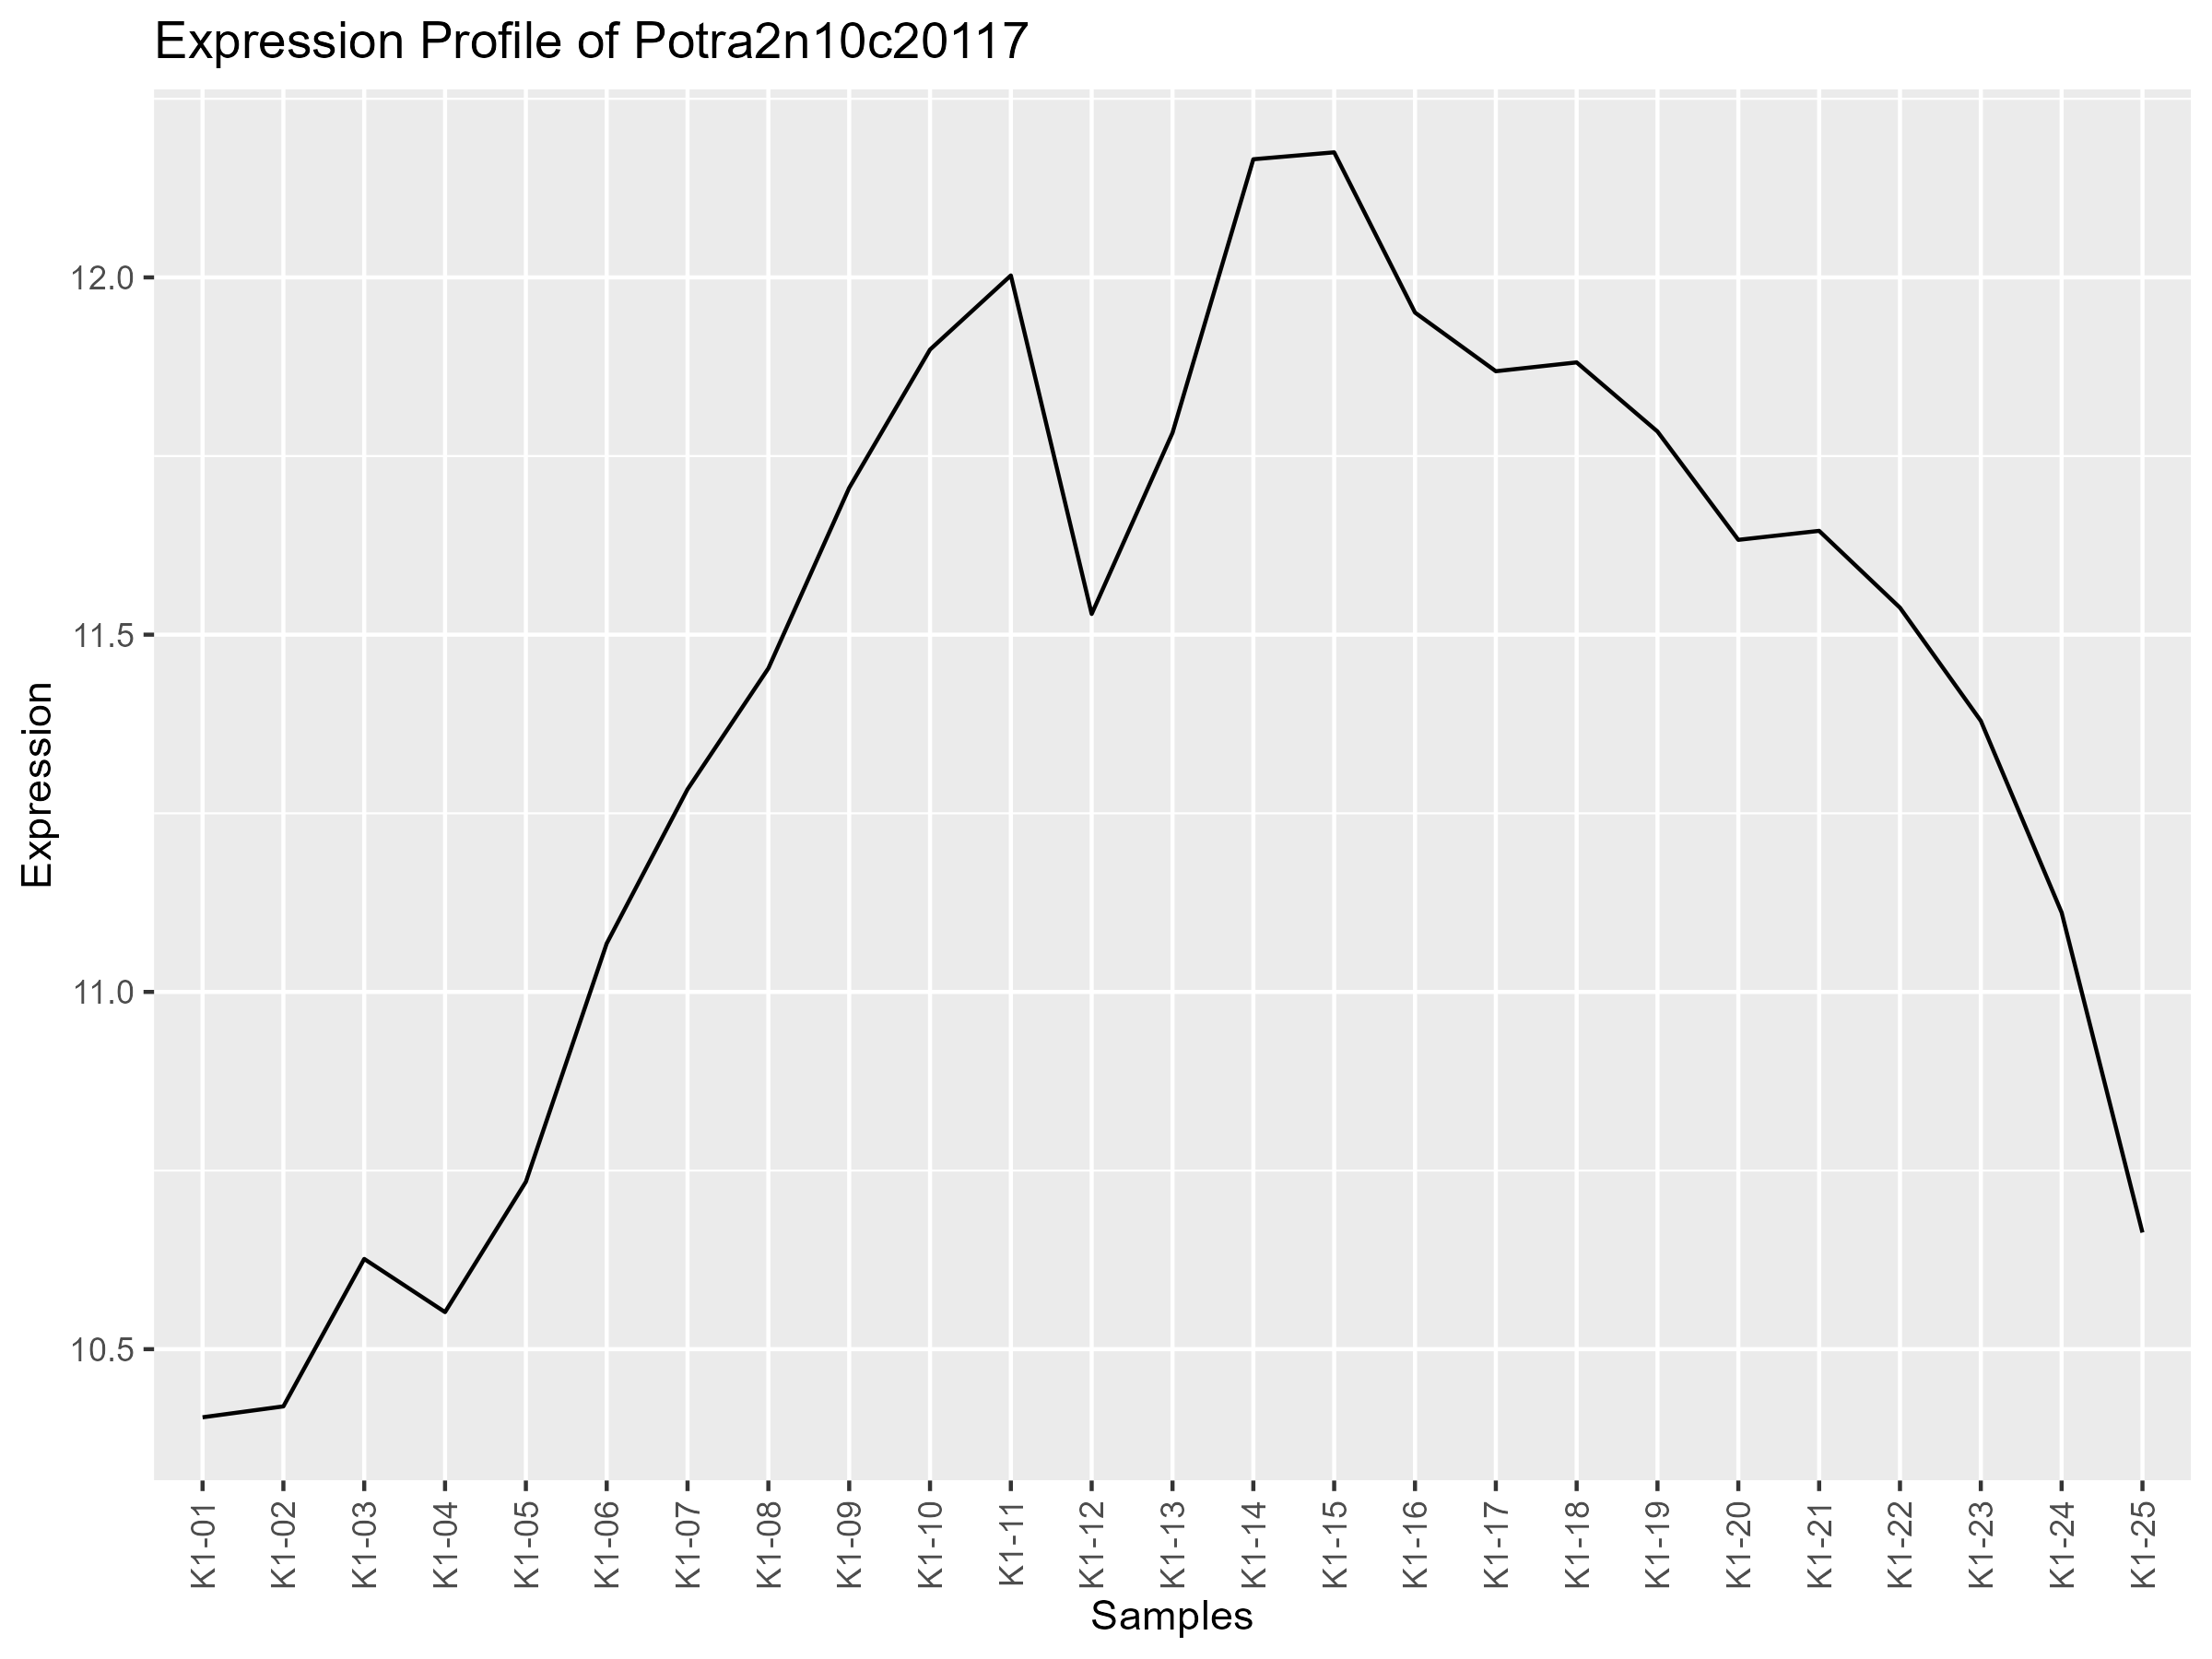 Expression Profile of Potra2n10c20117
Expression
12.0
11.5
11.0
10.5
K1-01
K1-02
K1-03
K1-04
K1-05
K1-06
K1-07
K1-08
K1-09
K1-10
K1-11
K1-12
K1-13
K1-14
K1-15
K1-16
K1-17
K1-18
K1-19
K1-20
K1-21
K1-22
K1-23
K1-24
K1-25
Samples